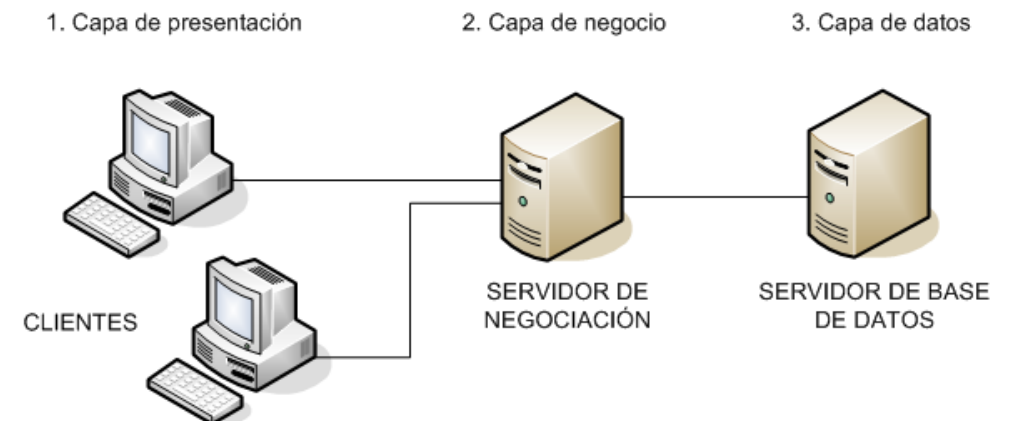 1. Capa de presentación
2. Capa de negocio
3. Capa de datos
CLIENTES
SERVIDOR DE
NEGOCIACIÓN
SERVIDOR DE BASE
DE DATOS